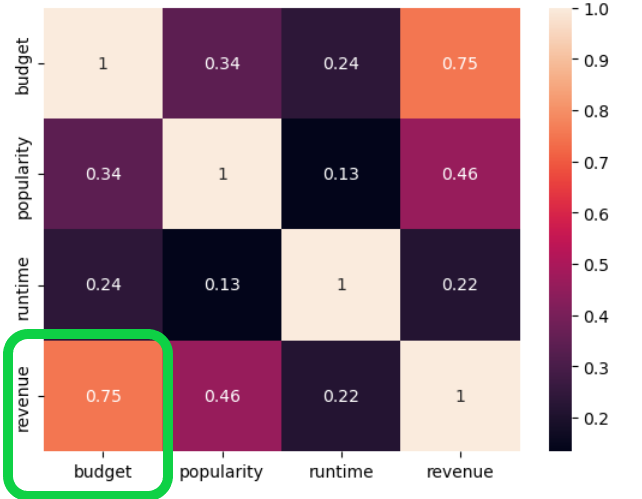 budget 1 0.34 0.24 0.75
popularity 0.34 1 0.13 0.46
runtime 0.24 0.13 1 0.22
revenue 0.75 0.46 0.22 1
budget popularity runtime revenue
1.0
0.9
0.8
0.7
0.6
0.5
0.4
0.3
0.2